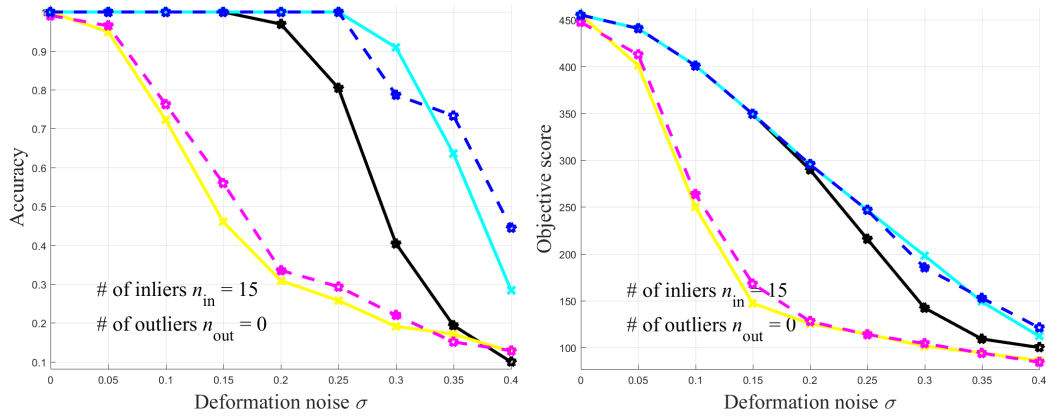 Accuracy
0.9
0.8
0.7
0.6
0.5
0.4
0.3
0.2
0.1
# of inliers n_in = 15
# of outliers n_out = 0
0 0.05 0.1 0.15 0.2 0.25 0.3 0.35 0.4
Deformation noise σ
Objective score
450
400
350
300
250
200
150
100
# of inliers n_in = 15
# of outliers n_out = 0
0 0.05 0.1 0.15 0.2 0.25 0.3 0.35 0.4
Deformation noise σ